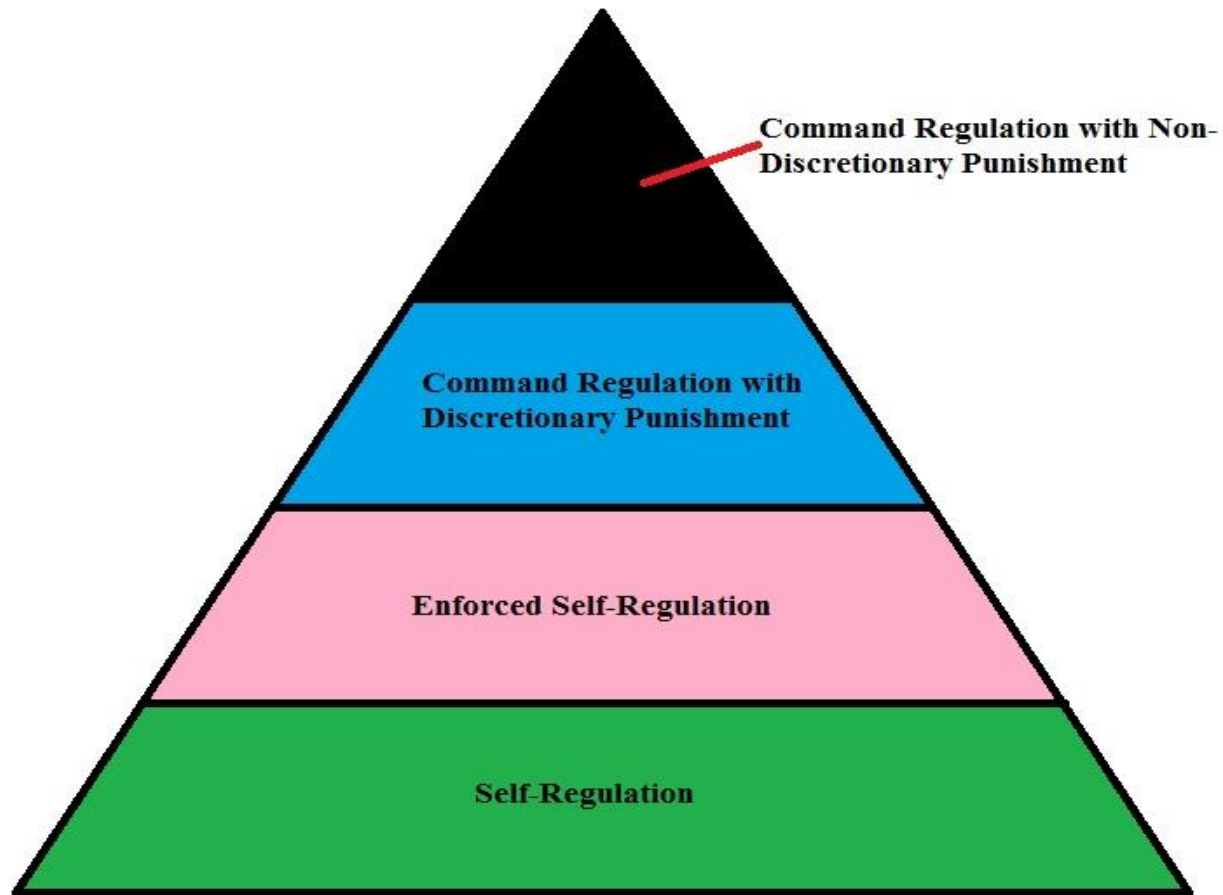 Command Regulation with Non-
Discretionary Punishment
Command Regulation with
Discretionary Punishment
Enforced Self-Regulation
Self-Regulation